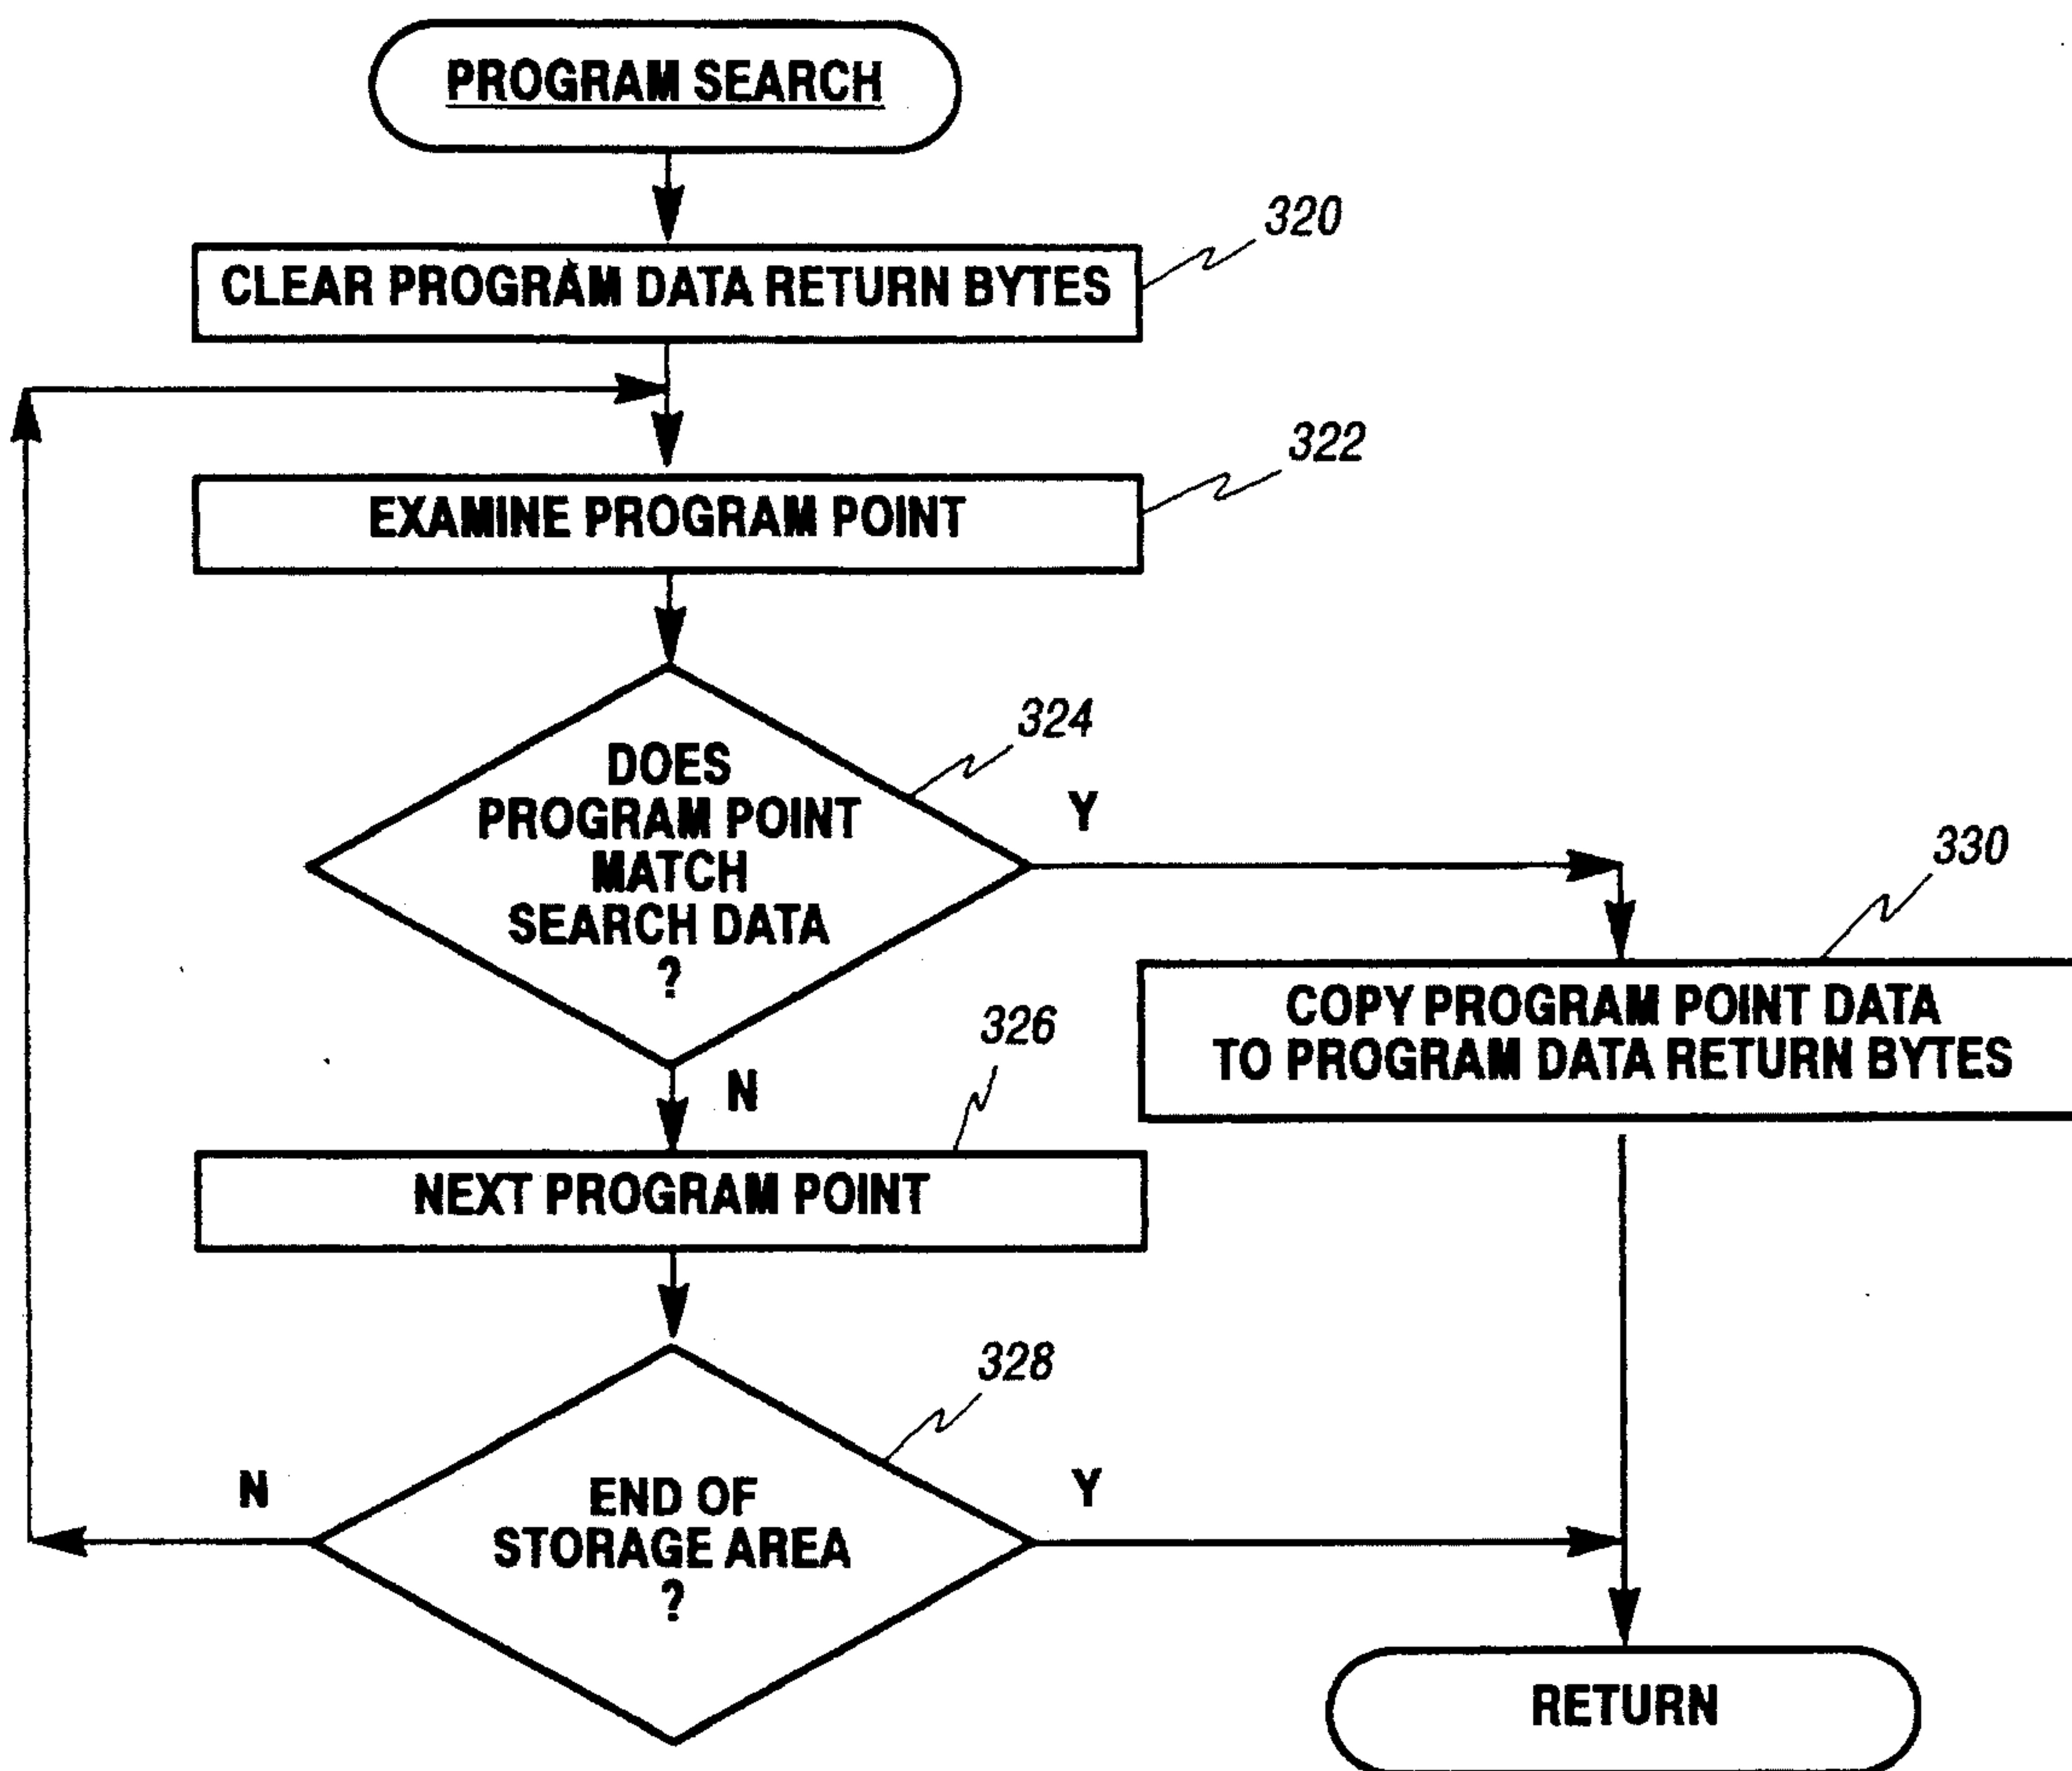 PROGRAM SEARCH
320
CLEAR PROGRAM DATA RETURN BYTES
322
EXAMINE PROGRAM POINT
324
DOES
PROGRAM POINT
MATCH
SEARCH DATA
?
Y
N
330
COPY PROGRAM POINT DATA
TO PROGRAM DATA RETURN BYTES
326
NEXT PROGRAM POINT
328
END OF
STORAGE AREA
?
N
Y
RETURN